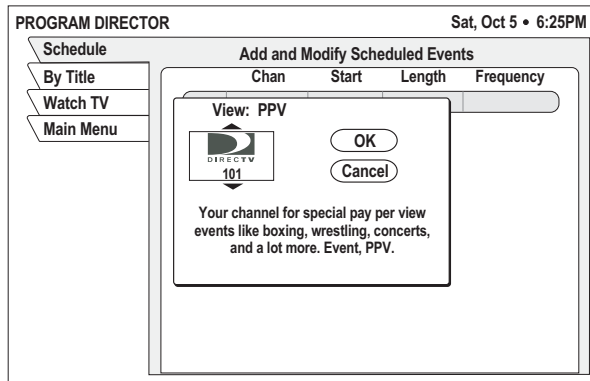 PROGRAM DIRECTOR Sat, Oct 5 • 6:25PM
Schedule
By Title
Watch TV
Main Menu
Add and Modify Scheduled Events
Chan Start Length Frequency
View: PPV
DIRECTV
101
OK
Cancel
Your channel for special pay per view
events like boxing, wrestling, concerts,
and a lot more. Event, PPV.